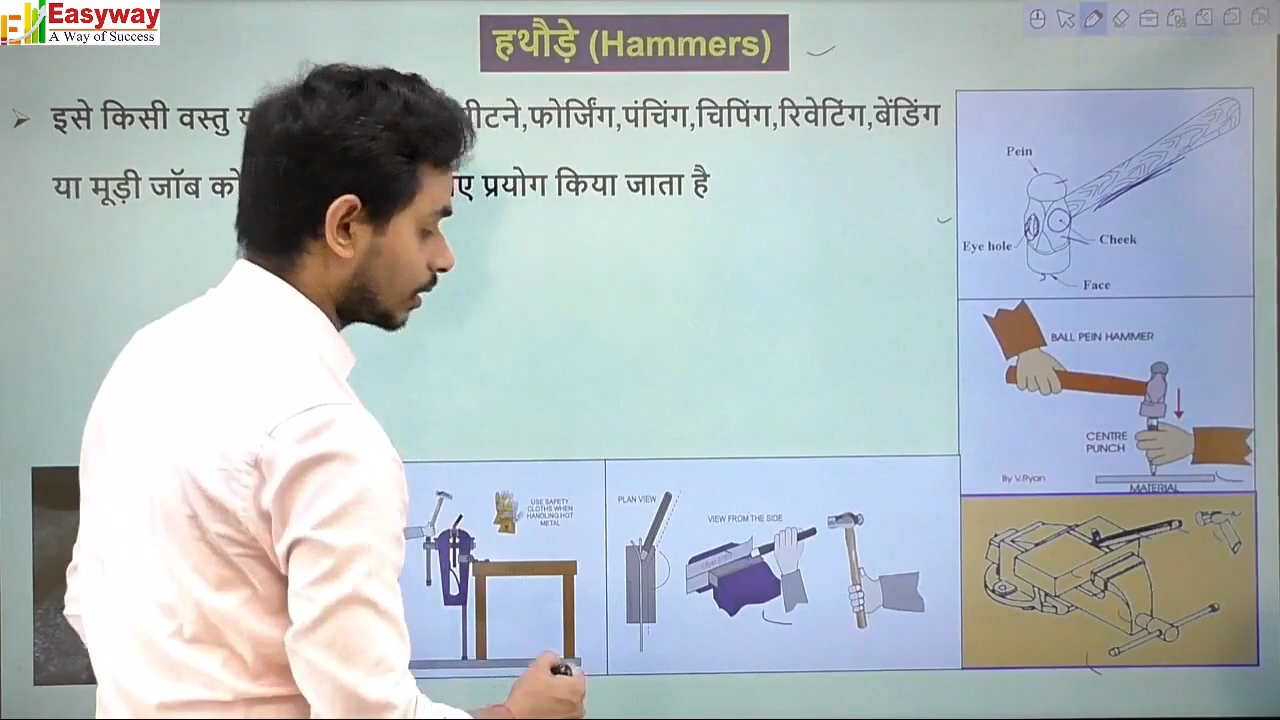 Easyway
A Way of Success
हथौड़े (Hammers)
इसे किसी वस्तु पीटने,फोर्जिंग,पंचिंग,चिपिंग,रिवेटिंग,बेंडिंग
या मूड़ी जॉब को प्रयोग किया जाता है
Pein
Eye hole
Cheek
Face
BALL PEIN HAMMER
CENTRE
PUNCH
By V.Ryan
MATERIAL
USE SAFETY
CLOTHS WHEN
HANDLING HOT
METAL
PLAN VIEW
VIEW FROM THE SIDE